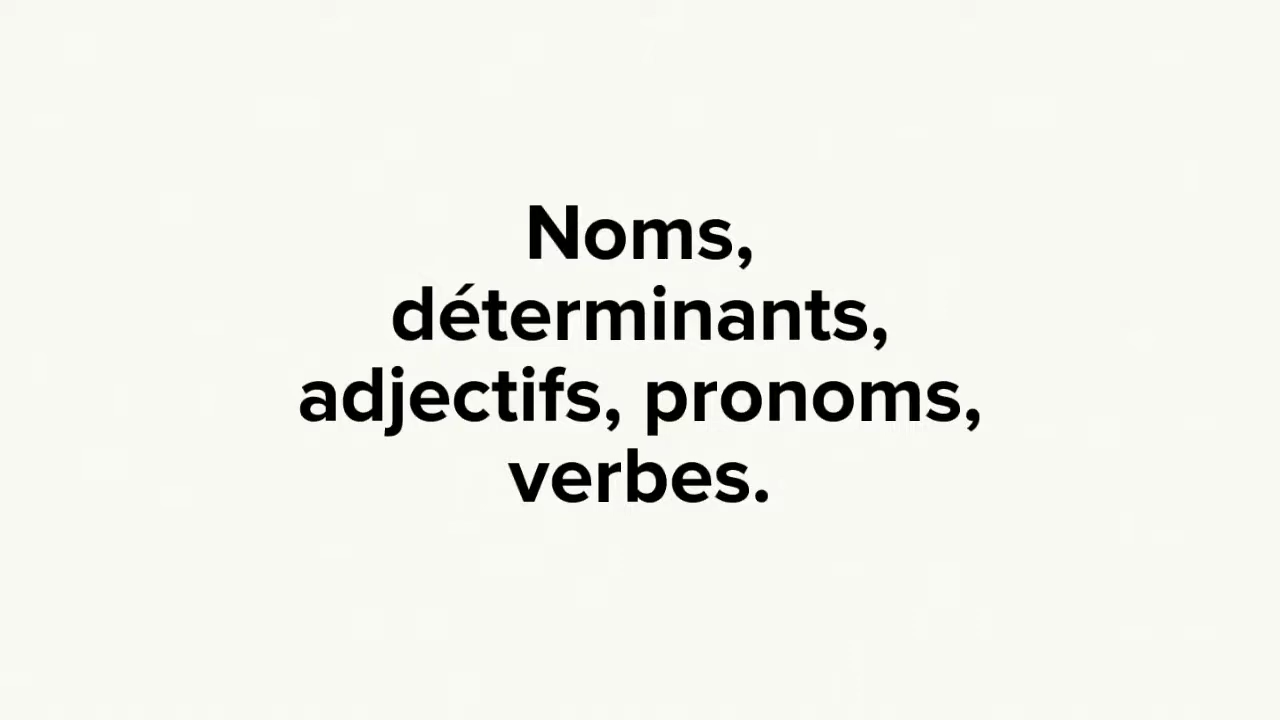 Noms,
déterminants,
adjectifs, pronoms,
verbes.